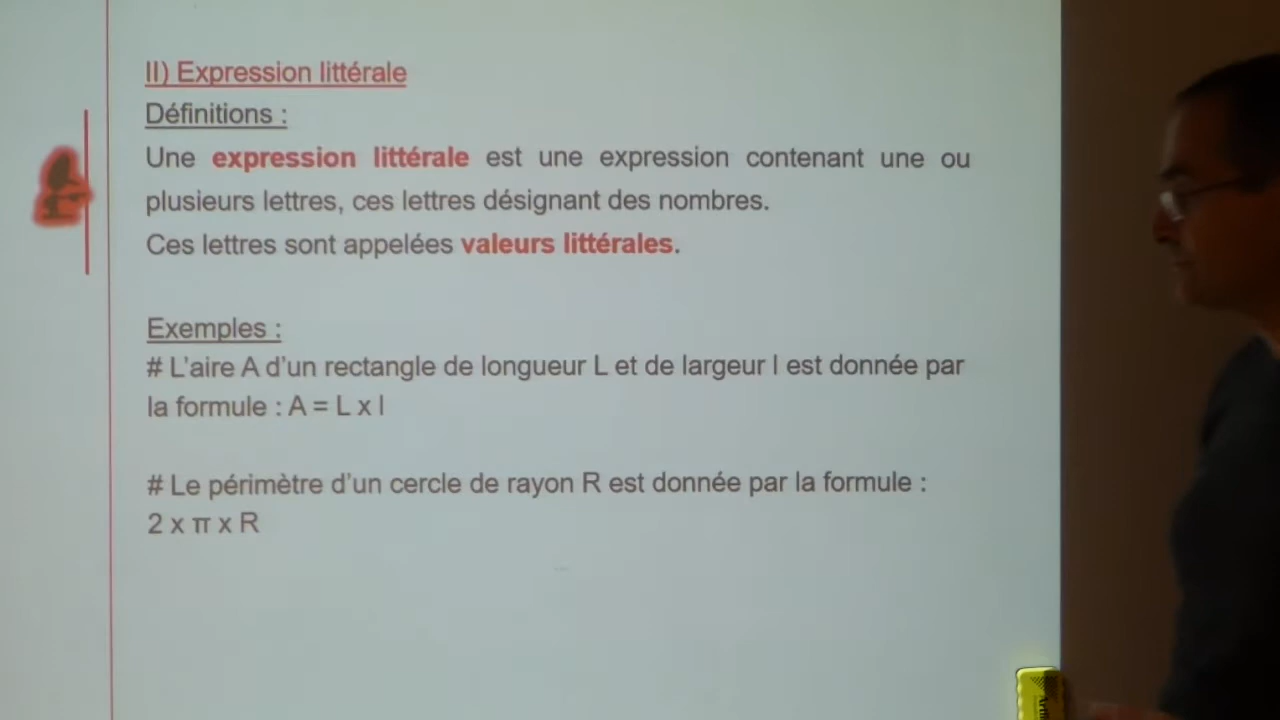 II) Expression littérale
Définitions :
Une expression littérale est une expression contenant une ou
plusieurs lettres, ces lettres désignant des nombres.
Ces lettres sont appelées valeurs littérales.
Exemples :
# L'aire A d'un rectangle de longueur L et de largeur l est donnée par
la formule : A = L x l
# Le périmètre d'un cercle de rayon R est donnée par la formule :
2 x π x R